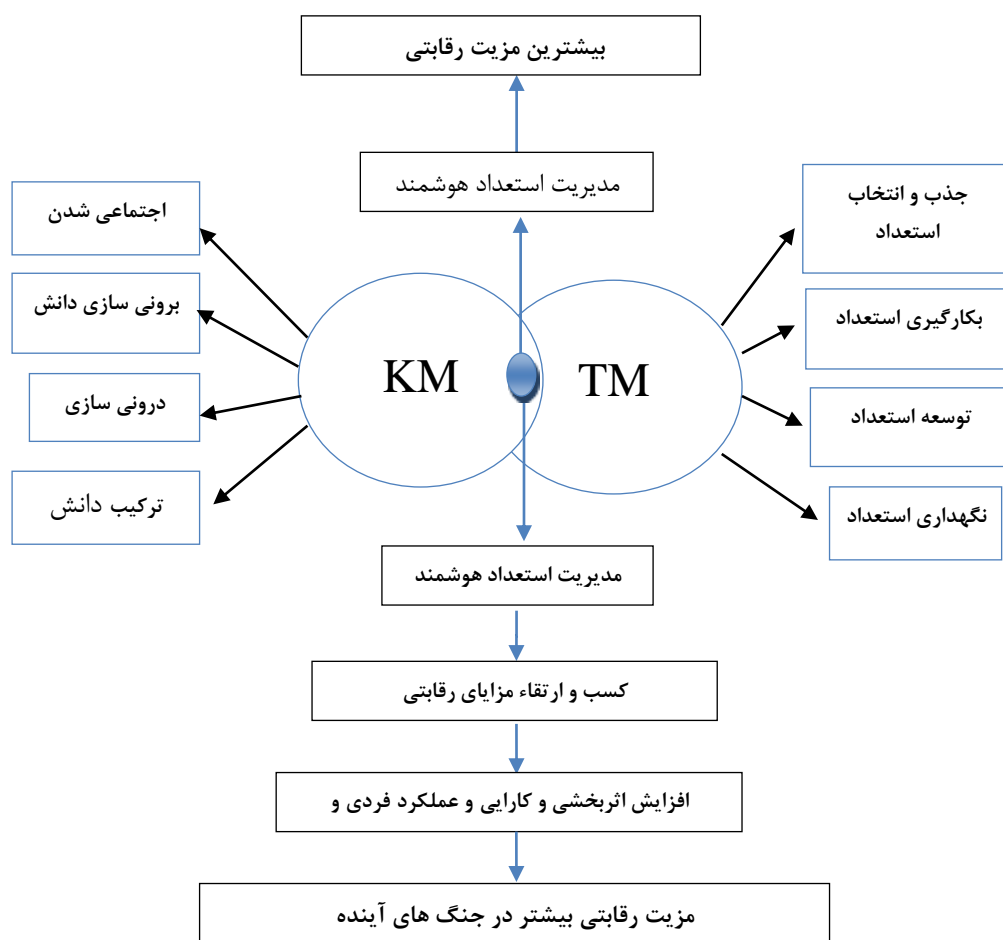 بیشترین مزیت رقابتی
مدیریت استعداد هوشمند
جذب و انتخاب
استعداد
اجتماعی شدن
بکارگیری استعداد
برونی سازی دانش
TM
KM
توسعه استعداد
درونی سازی
نگهداری استعداد
ترکیب دانش
مدیریت استعداد هوشمند
کسب و ارتقاء مزایای رقابتی
افزایش اثربخشی و کارایی و عملکرد فردی و
مزیت رقابتی بیشتر در جنگ های آینده